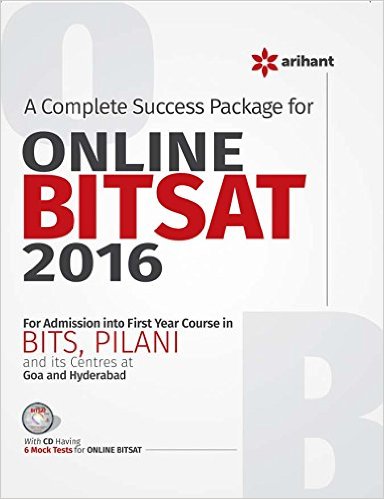 arihant
A Complete Success Package for
ONLINE
BITSAT
2016
For Admission into First Year Course in
BITS, PILANI
and its Centres at
Goa and Hyderabad
BITSAT
With CD Having
6 Mock Tests for ONLINE BITSAT
O
B